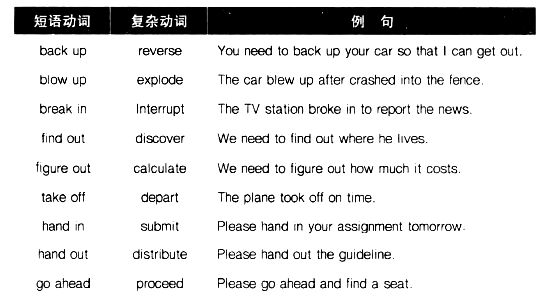 短语动词 复杂动词 例 句
back up reverse You need to back up your car so that I can get out.
blow up explode The car blew up after crashed into the fence.
break in Interrupt The TV station broke in to report the news.
find out discover We need to find out where he lives.
figure out calculate We need to figure out how much it costs.
take off depart The plane took off on time.
hand in submit Please hand in your assignment tomorrow.
hand out distribute Please hand out the guideline.
go ahead proceed Please go ahead and find a seat.